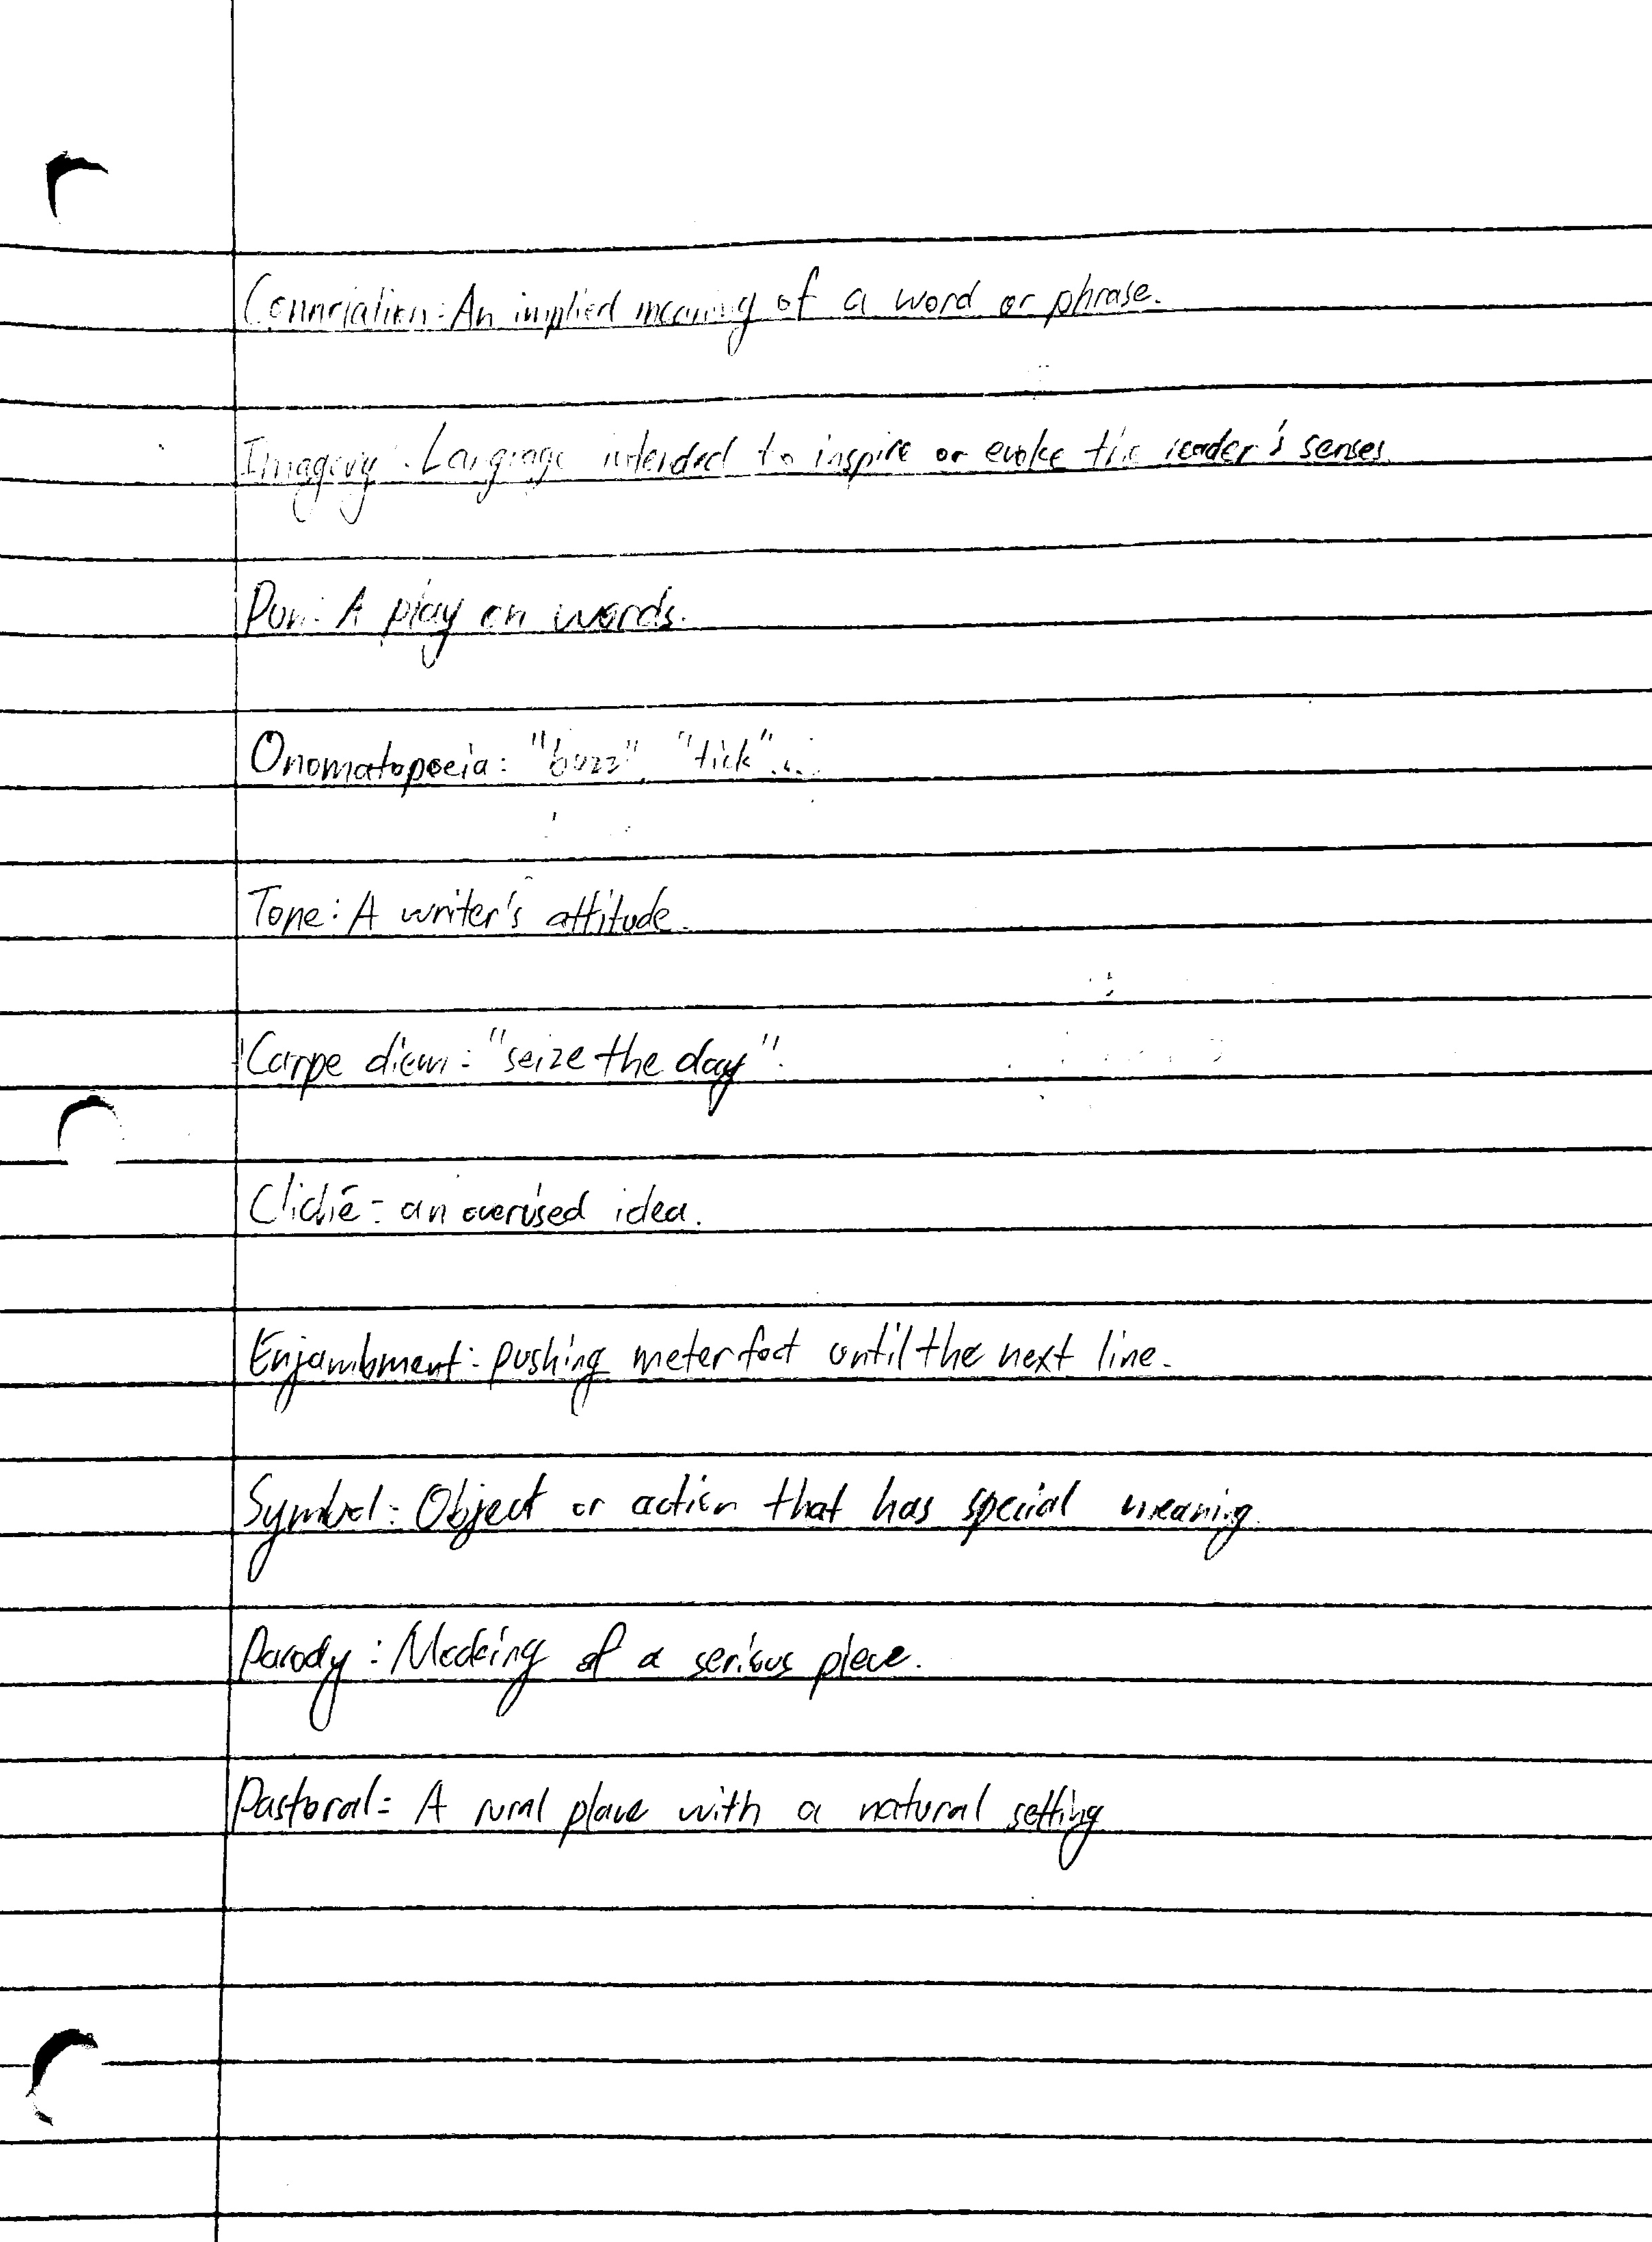 Connotation: An implied meaning of a word or phrase.
Imagery: Language intended to inspire or evoke the reader's senses.
Pun: A play on words.
Onomatopoeia: "buzz", "tick"...
Tone: A writer's attitude.
Carpe diem: "seize the day".
Cliché: an overused idea.
Enjambment: pushing meter foot until the next line.
Symbol: Object or action that has special meaning.
Parody: Mocking of a serious piece.
Pastoral: A rural place with a natural setting